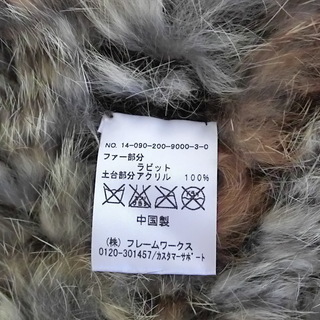 NO. 14-090-200-9000-3-0
ファー部分
ラビット
土台部分アクリル 100%
中国製
(株) フレームワークス
0120-301457/カスタマーサポート